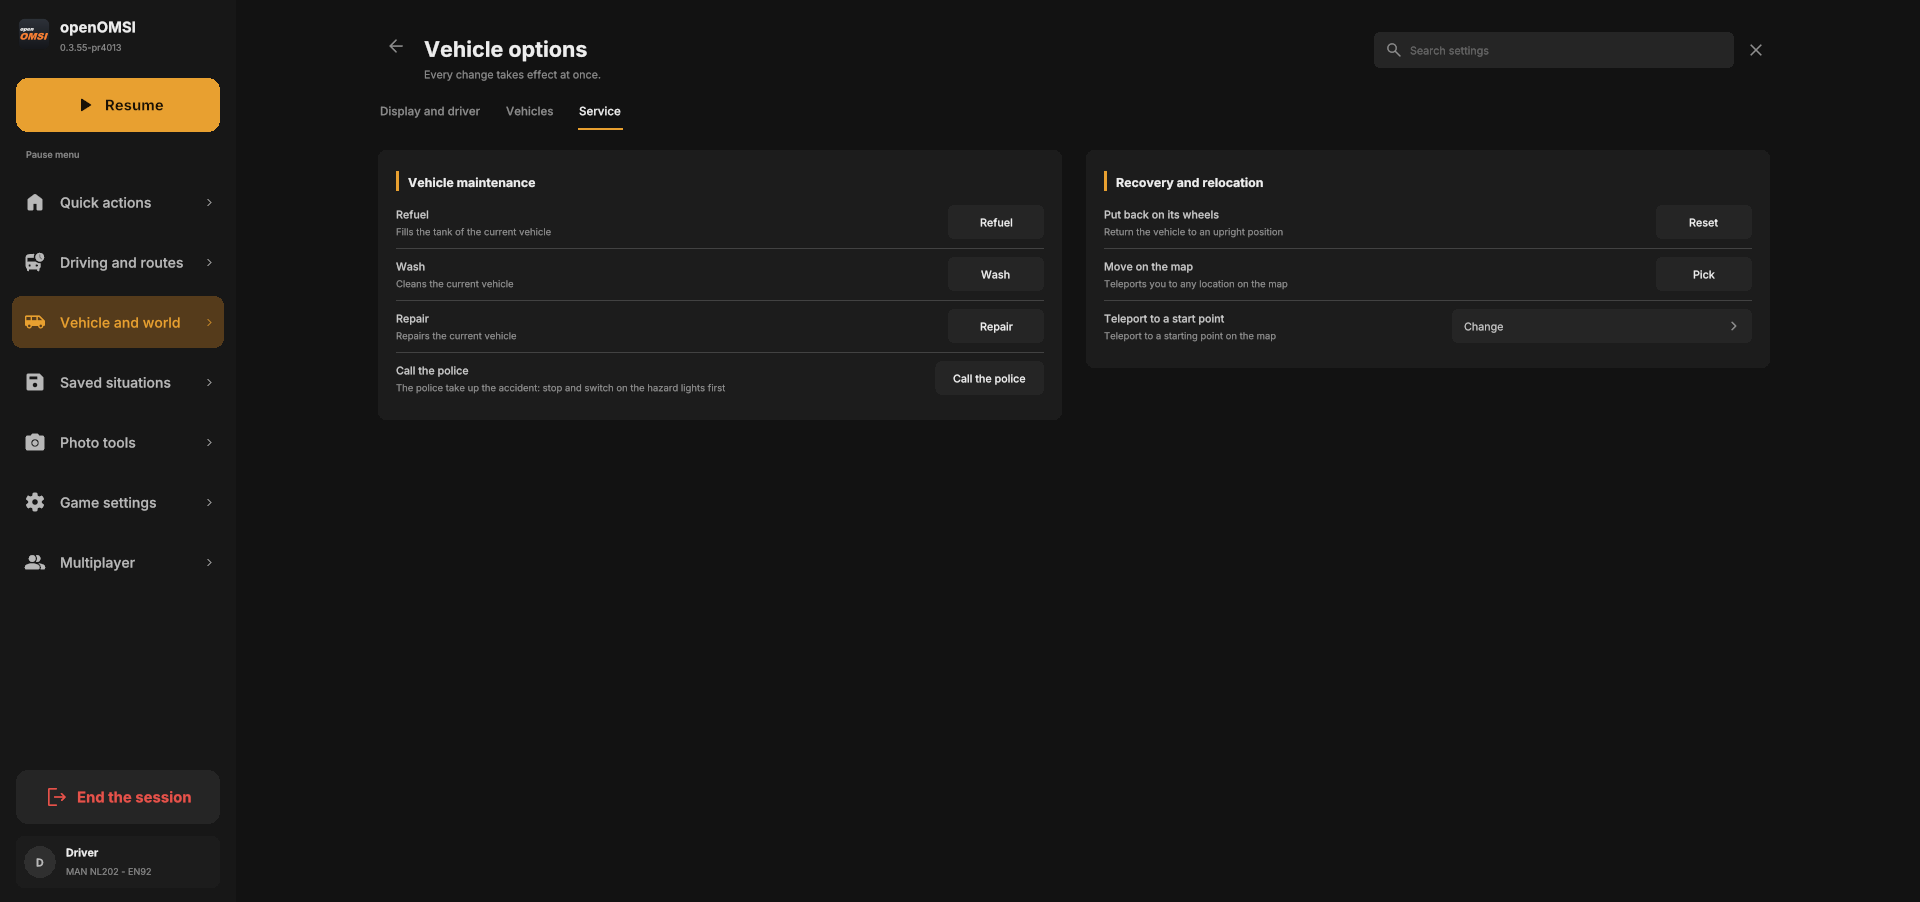 open
OMSI
openOMSI
0.3.55-pr4013
Resume
Pause menu
Quick actions
Driving and routes
Vehicle and world
Saved situations
Photo tools
Game settings
Multiplayer
End the session
D
Driver
MAN NL202 - EN92
Vehicle options
Every change takes effect at once.
Search settings
Display and driver
Vehicles
Service
Vehicle maintenance
Refuel
Fills the tank of the current vehicle
Refuel
Wash
Cleans the current vehicle
Wash
Repair
Repairs the current vehicle
Repair
Call the police
The police take up the accident: stop and switch on the hazard lights first
Call the police
Recovery and relocation
Put back on its wheels
Return the vehicle to an upright position
Reset
Move on the map
Teleports you to any location on the map
Pick
Teleport to a start point
Teleport to a starting point on the map
Change